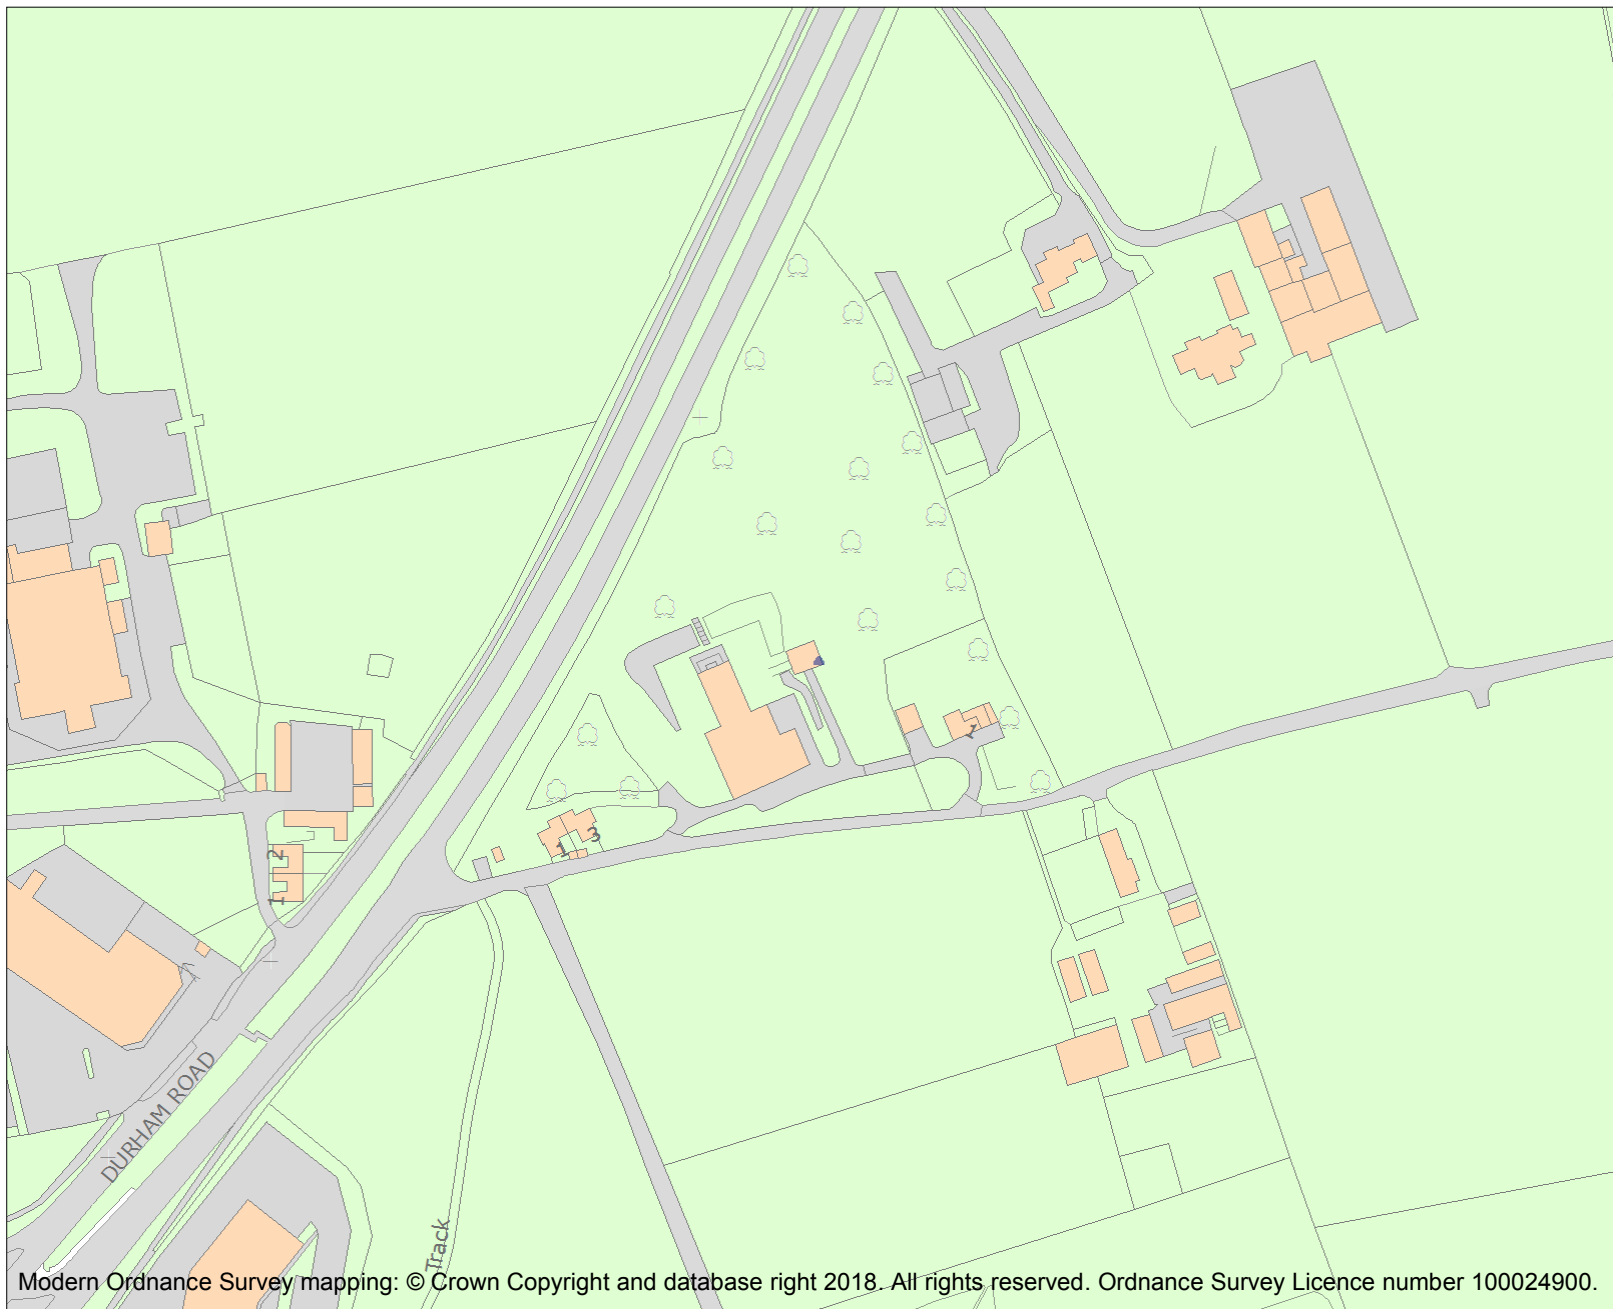 1
3
1
2
1
DURHAM ROAD
Track
Modern Ordnance Survey mapping: © Crown Copyright and database right 2018. All rights reserved. Ordnance Survey Licence number 100024900.